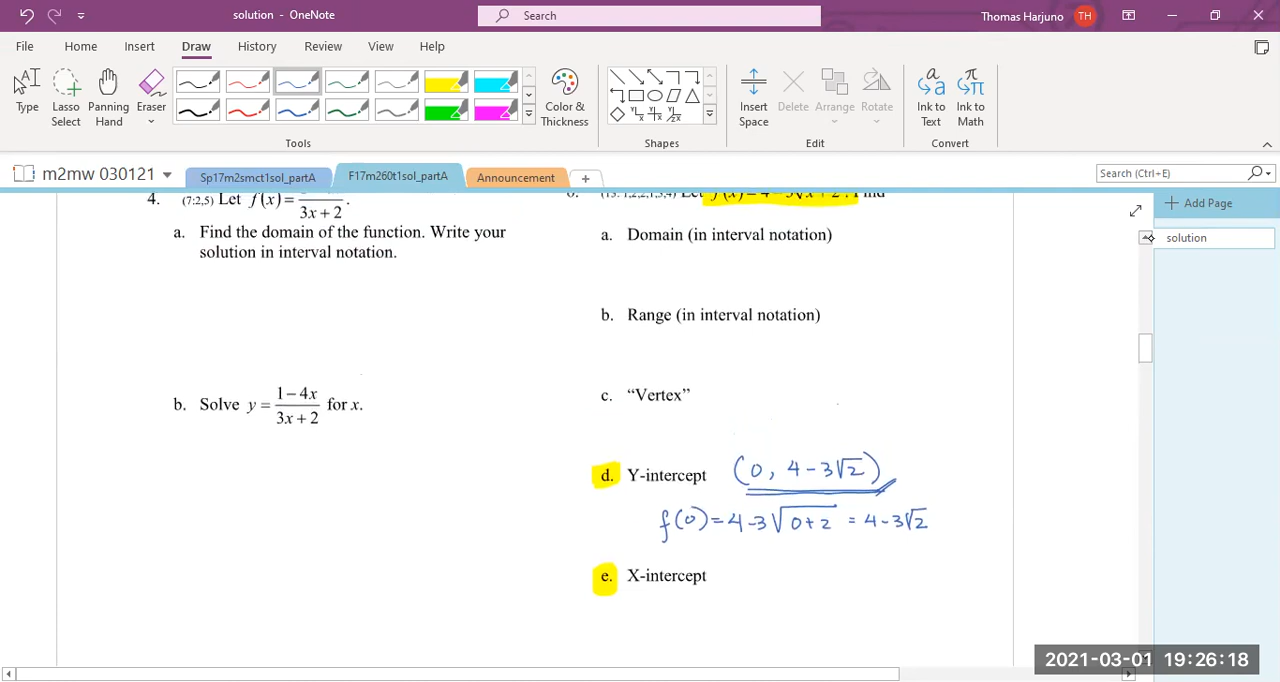 solution - OneNote
Search
Thomas Harjuno
TH
File Home Insert Draw History Review View Help
Type
Lasso Select
Panning Hand
Eraser
Color & Thickness
Insert Space
Delete
Arrange
Rotate
Ink to Text
Ink to Math
Tools
Shapes
Edit
Convert
m2mw 030121
Sp17m2smct1sol_partA
F17m260t1sol_partA
Announcement
Search (Ctrl+E)
Add Page
solution
4. (7:2,5) Let f(x) = 3x + 2 .
a. Find the domain of the function. Write your
solution in interval notation.
b. Solve y = (1 − 4x)/(3x + 2) for x.
a. Domain (in interval notation)
b. Range (in interval notation)
c. “Vertex”
d. Y-intercept (0, 4 − 3√2)
f(0) = 4 − 3√(0+2) = 4 − 3√2
e. X-intercept
2021-03-01 19:26:18